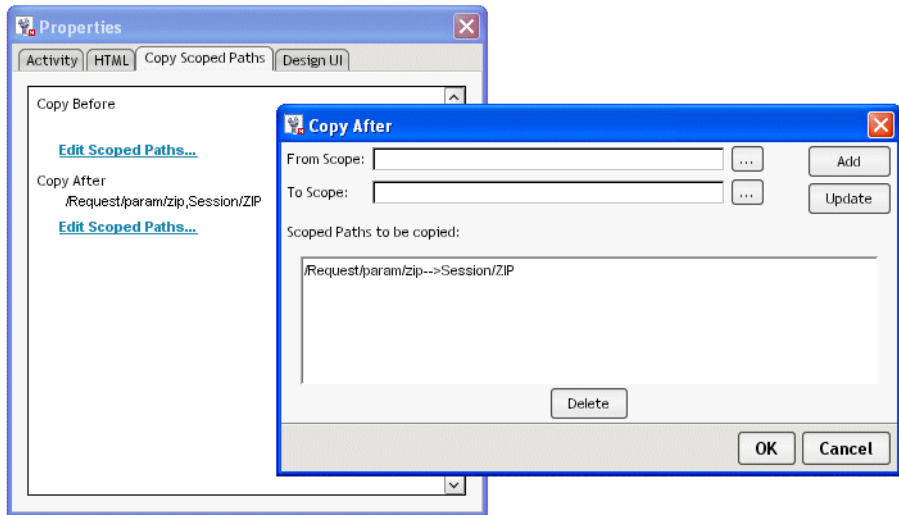 Properties
Activity HTML Copy Scoped Paths Design UI
Copy Before
Edit Scoped Paths...
Copy After
/Request/param/zip,Session/ZIP
Edit Scoped Paths...
Copy After
From Scope: ... Add
To Scope: ... Update
Scoped Paths to be copied:
/Request/param/zip-->Session/ZIP
Delete
OK Cancel